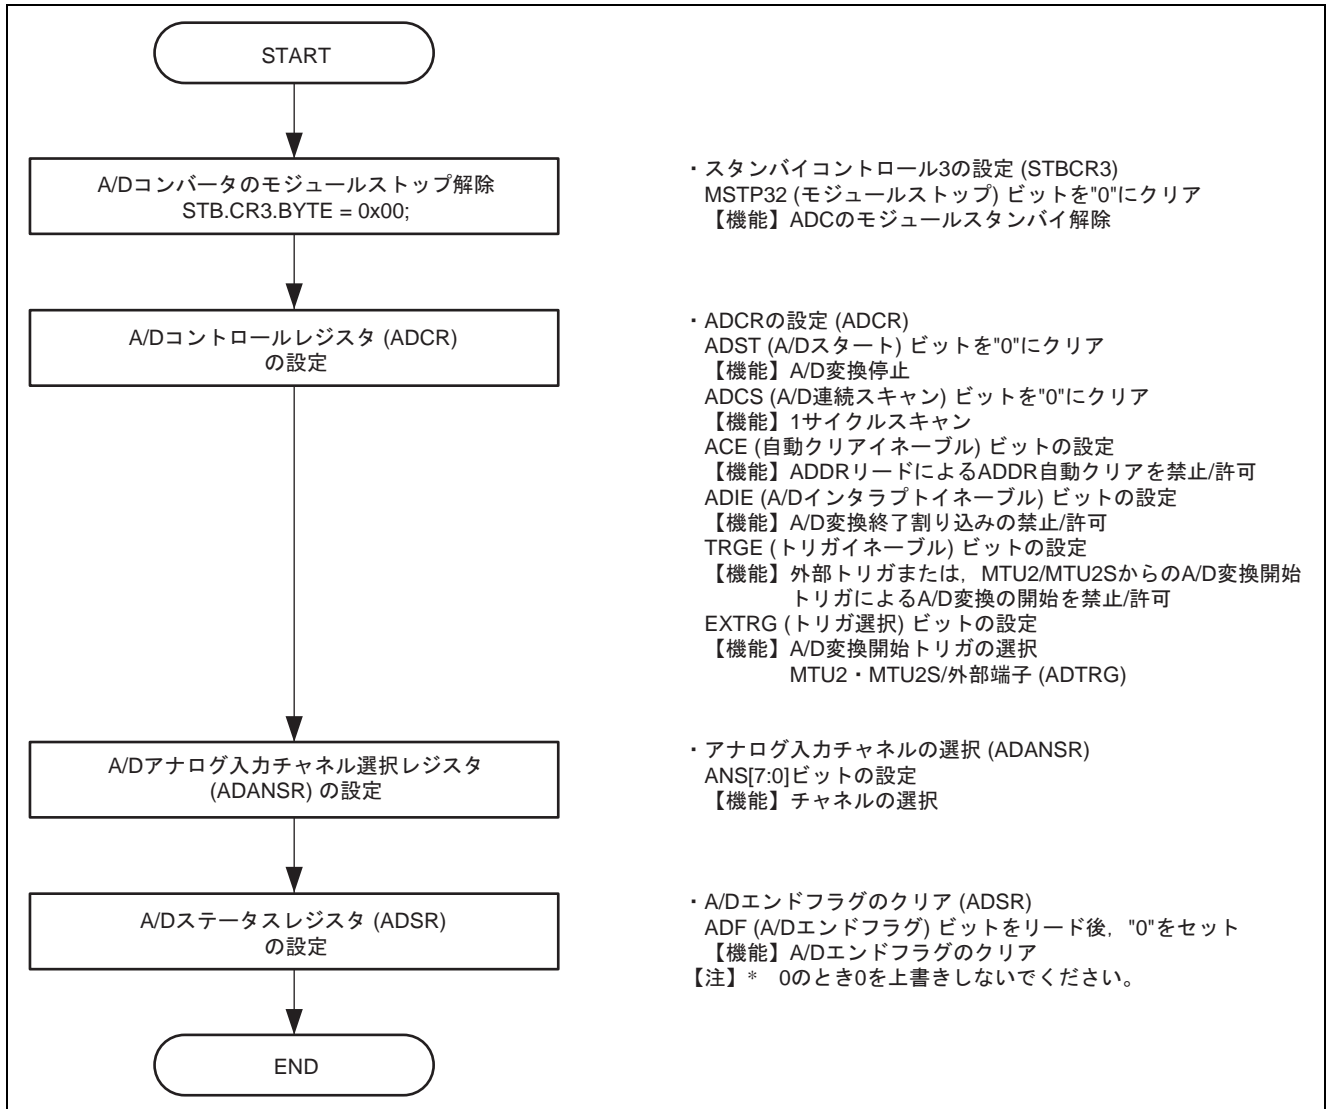 START
A/Dコンバータのモジュールストップ解除
STB.CR3.BYTE = 0x00;
・スタンバイコントロール3の設定 (STBCR3)
MSTP32 (モジュールストップ) ビットを"0"にクリア
【機能】ADCのモジュールスタンバイ解除
A/Dコントロールレジスタ (ADCR)
の設定
・ADCRの設定 (ADCR)
ADST (A/Dスタート) ビットを"0"にクリア
【機能】A/D変換停止
ADCS (A/D連続スキャン) ビットを"0"にクリア
【機能】1サイクルスキャン
ACE (自動クリアイネーブル) ビットの設定
【機能】ADDRリードによるADDR自動クリアを禁止/許可
ADIE (A/Dインタラプトイネーブル) ビットの設定
【機能】A/D変換終了割り込みの禁止/許可
TRGE (トリガイネーブル) ビットの設定
【機能】外部トリガまたは，MTU2/MTU2SからのA/D変換開始
トリガによるA/D変換の開始を禁止/許可
EXTRG (トリガ選択) ビットの設定
【機能】A/D変換開始トリガの選択
MTU2・MTU2S/外部端子 (ADTRG)
A/Dアナログ入力チャネル選択レジスタ
(ADANSR) の設定
・アナログ入力チャネルの選択 (ADANSR)
ANS[7:0]ビットの設定
【機能】チャネルの選択
A/Dステータスレジスタ (ADSR)
の設定
・A/Dエンドフラグのクリア (ADSR)
ADF (A/Dエンドフラグ) ビットをリード後，"0"をセット
【機能】A/Dエンドフラグのクリア
【注】* 0のとき0を上書きしないでください。
END